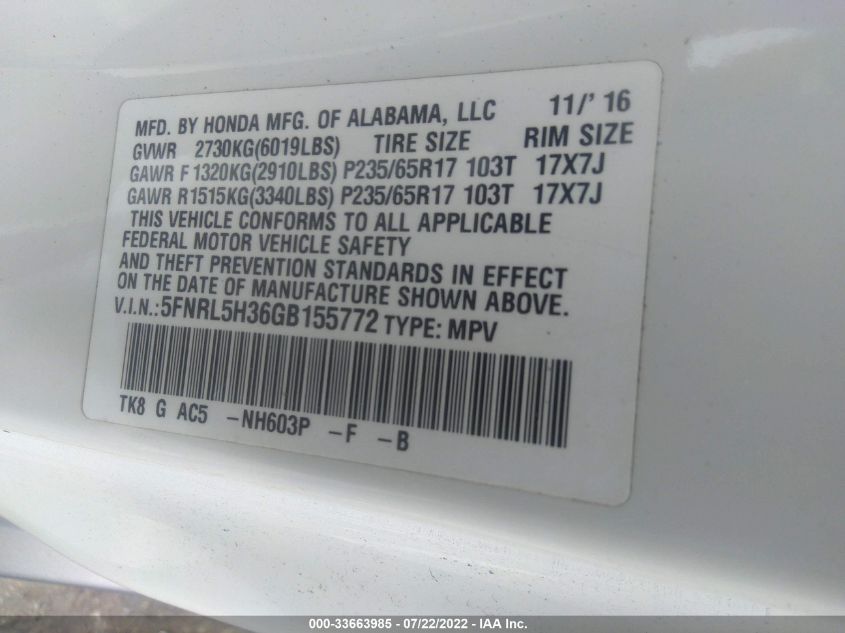 MFD. BY HONDA MFG. OF ALABAMA, LLC 11/' 16
GVWR 2730KG(6019LBS) TIRE SIZE RIM SIZE
GAWR F 1320KG(2910LBS) P235/65R17 103T 17X7J
GAWR R1515KG(3340LBS) P235/65R17 103T 17X7J
THIS VEHICLE CONFORMS TO ALL APPLICABLE
FEDERAL MOTOR VEHICLE SAFETY
AND THEFT PREVENTION STANDARDS IN EFFECT
ON THE DATE OF MANUFACTURE SHOWN ABOVE.
V.I.N.:5FNRL5H36GB155772 TYPE: MPV
TK8 G AC5 -NH603P -F -B
000-33663985 - 07/22/2022 - IAA Inc.